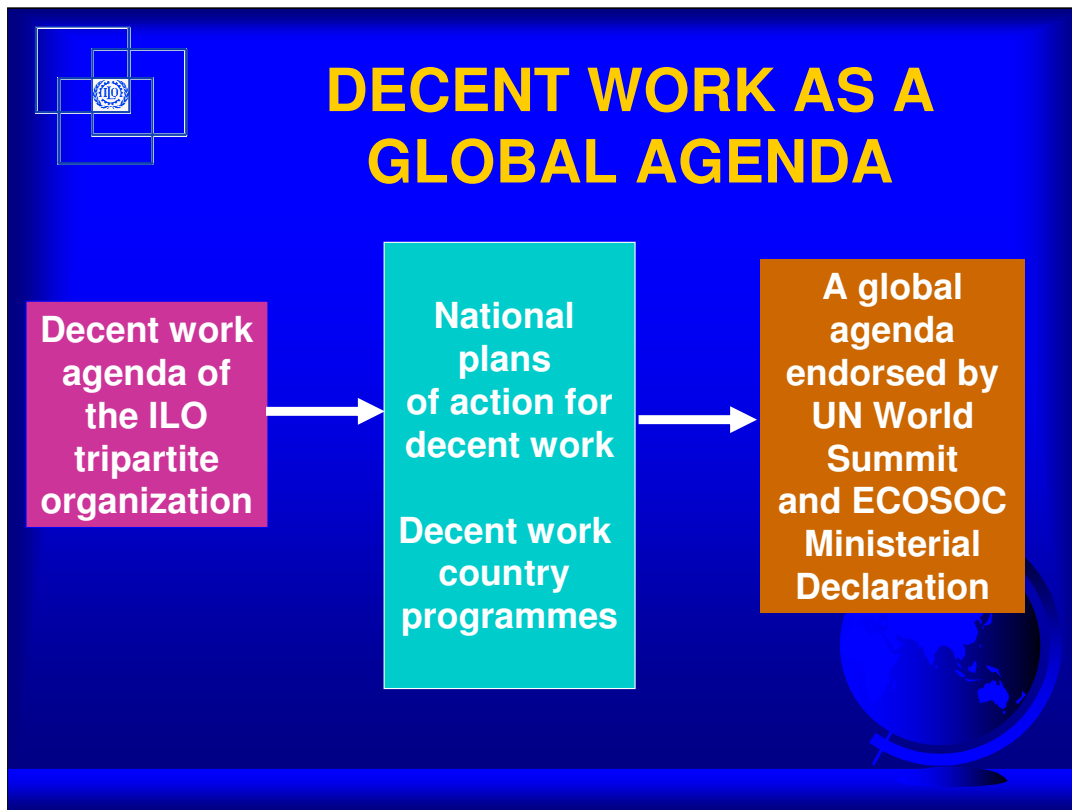 DECENT WORK AS A
GLOBAL AGENDA
Decent work
agenda of
the ILO
tripartite
organization
National
plans
of action for
decent work
Decent work
country
programmes
A global
agenda
endorsed by
UN World
Summit
and ECOSOC
Ministerial
Declaration